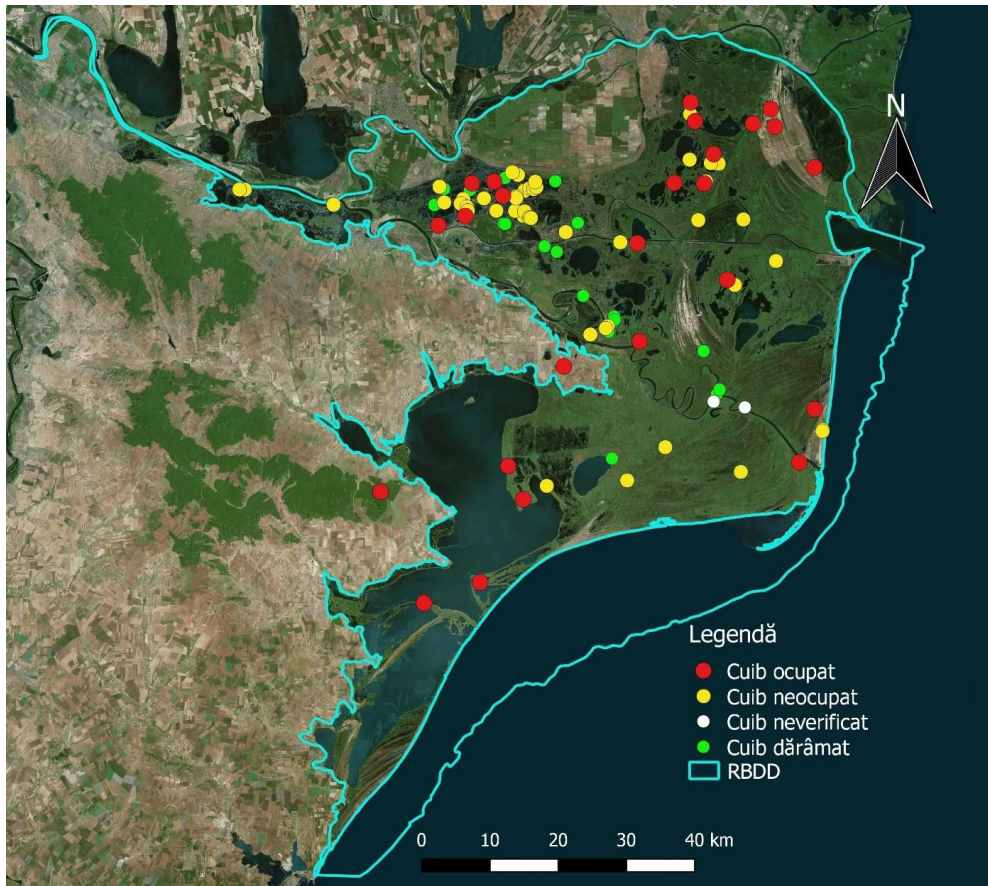 N
Legendă
Cuib ocupat
Cuib neocupat
Cuib neverificat
Cuib dărâmat
RBDD
0 10 20 30 40 km